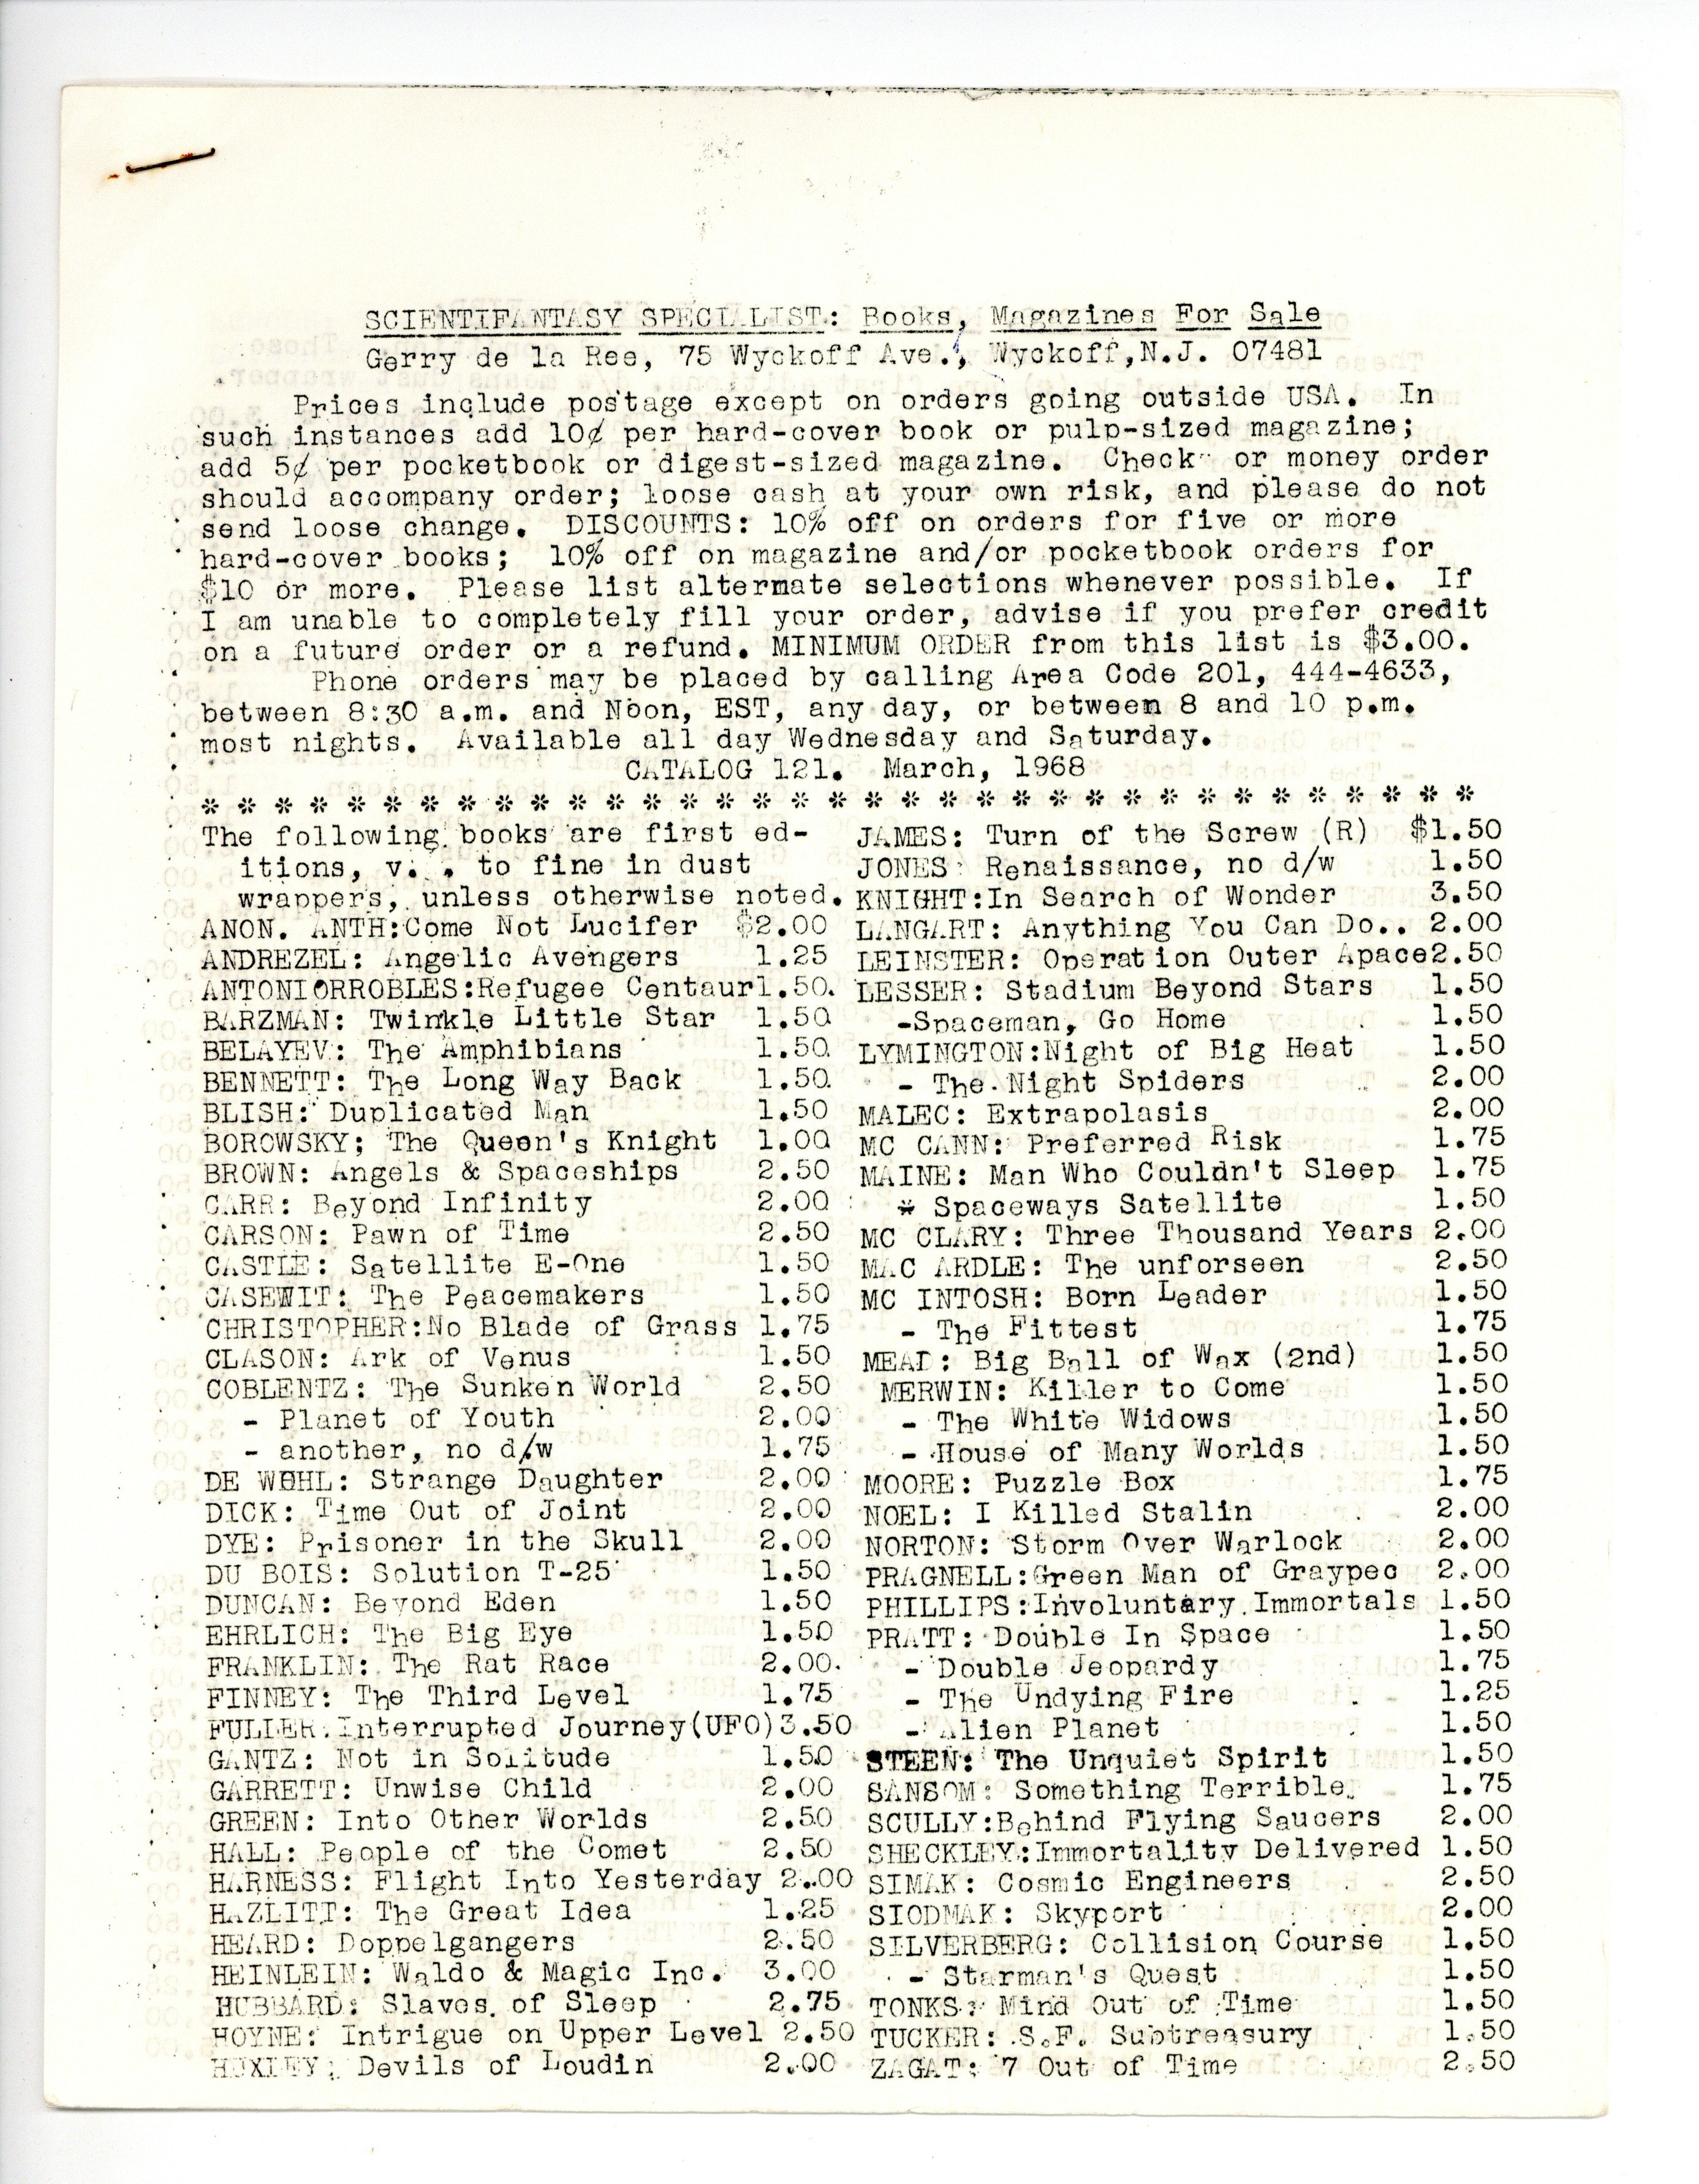 SCIENTIFANTASY SPECIALIST: Books, Magazines For Sale
Gerry de la Ree, 75 Wyckoff Ave., Wyckoff,N.J. 07481
Prices include postage except on orders going outside USA. In
such instances add 10¢ per hard-cover book or pulp-sized magazine;
add 5¢ per pocketbook or digest-sized magazine. Check or money order
should accompany order; loose cash at your own risk, and please do not
send loose change. DISCOUNTS: 10% off on orders for five or more
hard-cover books; 10% off on magazine and/or pocketbook orders for
$10 or more. Please list altermate selections whenever possible. If
I am unable to completely fill your order, advise if you prefer credit
on a future order or a refund. MINIMUM ORDER from this list is $3.00.
Phone orders may be placed by calling Area Code 201, 444-4633,
between 8:30 a.m. and Noon, EST, any day, or between 8 and 10 p.m.
most nights. Available all day Wednesday and Saturday.
CATALOG 121. March, 1968
* * * * * * * * * * * * * * * * * * * * * * * * * * * * * * * * * * *
The following books are first ed-
itions, to fine in dust
wrappers, unless otherwise noted.
ANON. ANTH:Come Not Lucifer $2.00
ANDREZEL: Angelic Avengers 1.25
ANTONIORROBLES:Refugee Centaur1.50
BARZMAN: Twinkle Little Star 1.50
BELAYEV: The Amphibians 1.50
BENNETT: The Long Way Back 1.50
BLISH: Duplicated Man 1.50
BOROWSKY; The Queen's Knight 1.00
BROWN: Angels & Spaceships 2.50
CARR: Beyond Infinity 2.00
CARSON: Pawn of Time 2.50
CASTLE: Satellite E-One 1.50
CASEWIT: The Peacemakers 1.50
CHRISTOPHER:No Blade of Grass 1.75
CLASON: Ark of Venus 1.50
COBLENTZ: The Sunken World 2.50
- Planet of Youth 2.00
- another, no d/w 1.75
DE WOHL: Strange Daughter 2.00
DICK: Time Out of Joint 2.00
DYE: Prisoner in the Skull 2.00
DU BOIS: Solution T-25 1.50
DUNCAN: Beyond Eden 1.50
EHRLICH: The Big Eye 1.50
FRANKLIN: The Rat Race 2.00
FINNEY: The Third Level 1.75
FULLER.Interrupted Journey(UFO)3.50
GANTZ: Not in Solitude 1.50
GARRETT: Unwise Child 2.00
GREEN: Into Other Worlds 2.50
HALL: People of the Comet 2.50
HARNESS: Flight Into Yesterday 2.00
HAZLITT: The Great Idea 1.25
HEARD: Doppelgangers 2.50
HEINLEIN: Waldo & Magic Inc. 3.00
HUBBARD: Slaves of Sleep 2.75
HOYNE: Intrigue on Upper Level 2.50
HUXLEY: Devils of Loudin 2.00
JAMES: Turn of the Screw (R) $1.50
JONES: Renaissance, no d/w 1.50
KNIGHT:In Search of Wonder 3.50
LANGART: Anything You Can Do.. 2.00
LEINSTER: Operation Outer Apace2.50
LESSER: Stadium Beyond Stars 1.50
-Spaceman, Go Home 1.50
LYMINGTON:Night of Big Heat 1.50
- The Night Spiders 2.00
MALEC: Extrapolasis 2.00
MC CANN: Preferred Risk 1.75
MAINE: Man Who Couldn't Sleep 1.75
* Spaceways Satellite 1.50
MC CLARY: Three Thousand Years 2.00
MAC ARDLE: The unforseen 2.50
MC INTOSH: Born Leader 1.50
- The Fittest 1.75
MEAD: Big Ball of Wax (2nd) 1.50
MERWIN: Killer to Come 1.50
- The White Widows 1.50
- House of Many Worlds 1.50
MOORE: Puzzle Box 1.75
NOEL: I Killed Stalin 2.00
NORTON: Storm Over Warlock 2.00
PRAGNELL:Green Man of Graypec 2.00
PHILLIPS:Involuntary Immortals 1.50
PRATT: Double In Space 1.50
- Double Jeopardy 1.75
- The Undying Fire 1.25
- Alien Planet 1.50
STEEN: The Unquiet Spirit 1.50
SANSOM: Something Terrible 1.75
SCULLY:Behind Flying Saucers 2.00
SHECKLEY:Immortality Delivered 1.50
SIMAK: Cosmic Engineers 2.50
SIODMAK: Skyport 2.00
SILVERBERG: Collision Course 1.50
- Starman's Quest 1.50
TONKS: Mind Out of Time 1.50
TUCKER: S.F. Subtreasury 1.50
ZAGAT: 7 Out of Time 2.50